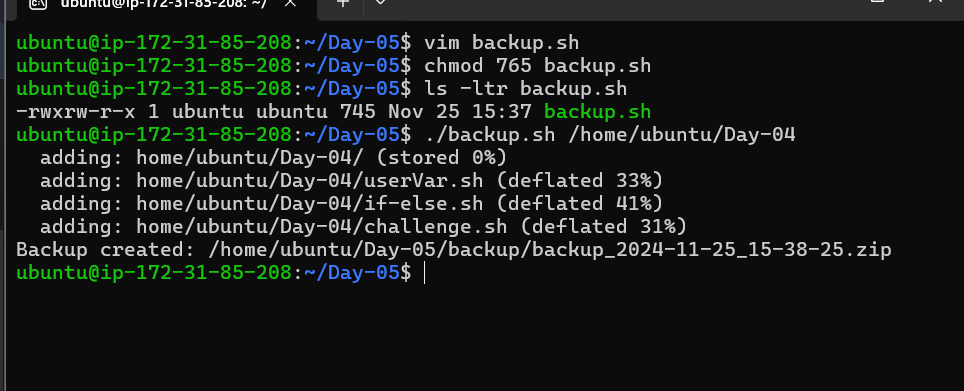 ubuntu@ip-172-31-85-208: ~/
ubuntu@ip-172-31-85-208:~/Day-05$ vim backup.sh
ubuntu@ip-172-31-85-208:~/Day-05$ chmod 765 backup.sh
ubuntu@ip-172-31-85-208:~/Day-05$ ls -ltr backup.sh
-rwxrw-r-x 1 ubuntu ubuntu 745 Nov 25 15:37 backup.sh
ubuntu@ip-172-31-85-208:~/Day-05$ ./backup.sh /home/ubuntu/Day-04
  adding: home/ubuntu/Day-04/ (stored 0%)
  adding: home/ubuntu/Day-04/userVar.sh (deflated 33%)
  adding: home/ubuntu/Day-04/if-else.sh (deflated 41%)
  adding: home/ubuntu/Day-04/challenge.sh (deflated 31%)
Backup created: /home/ubuntu/Day-05/backup/backup_2024-11-25_15-38-25.zip
ubuntu@ip-172-31-85-208:~/Day-05$